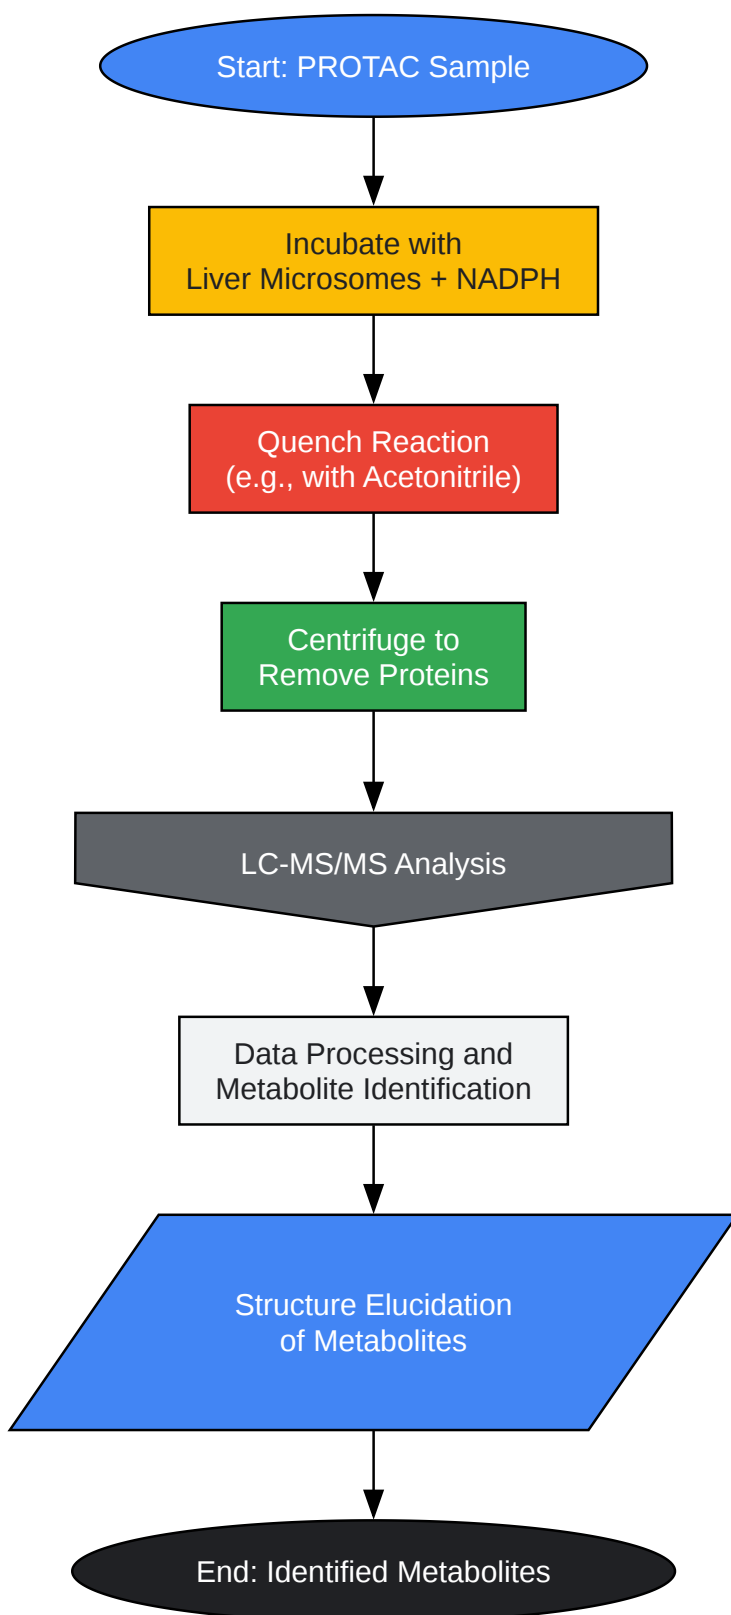 Start: PROTAC Sample
Incubate with
Liver Microsomes + NADPH
Quench Reaction
(e.g., with Acetonitrile)
Centrifuge to
Remove Proteins
LC-MS/MS Analysis
Data Processing and
Metabolite Identification
Structure Elucidation
of Metabolites
End: Identified Metabolites